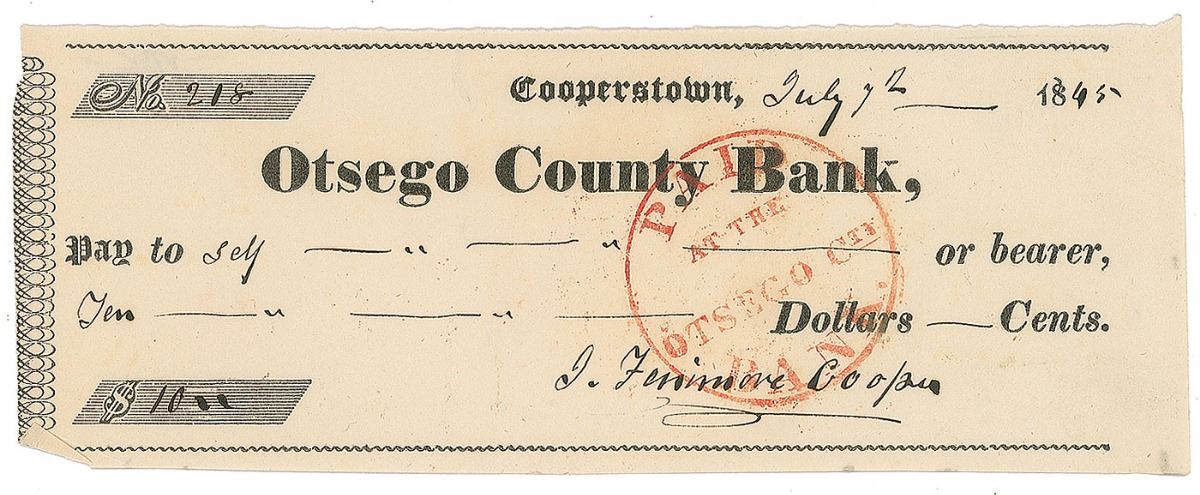 No. 218
Cooperstown, July 7th 1845
Otsego County Bank,
Pay to self — " — " — or bearer,
Ten — " — " — Dollars — Cents.
J. Fenimore Cooper
$ 10 ""
PAID
AT THE
OTSEGO CTY
BANK.